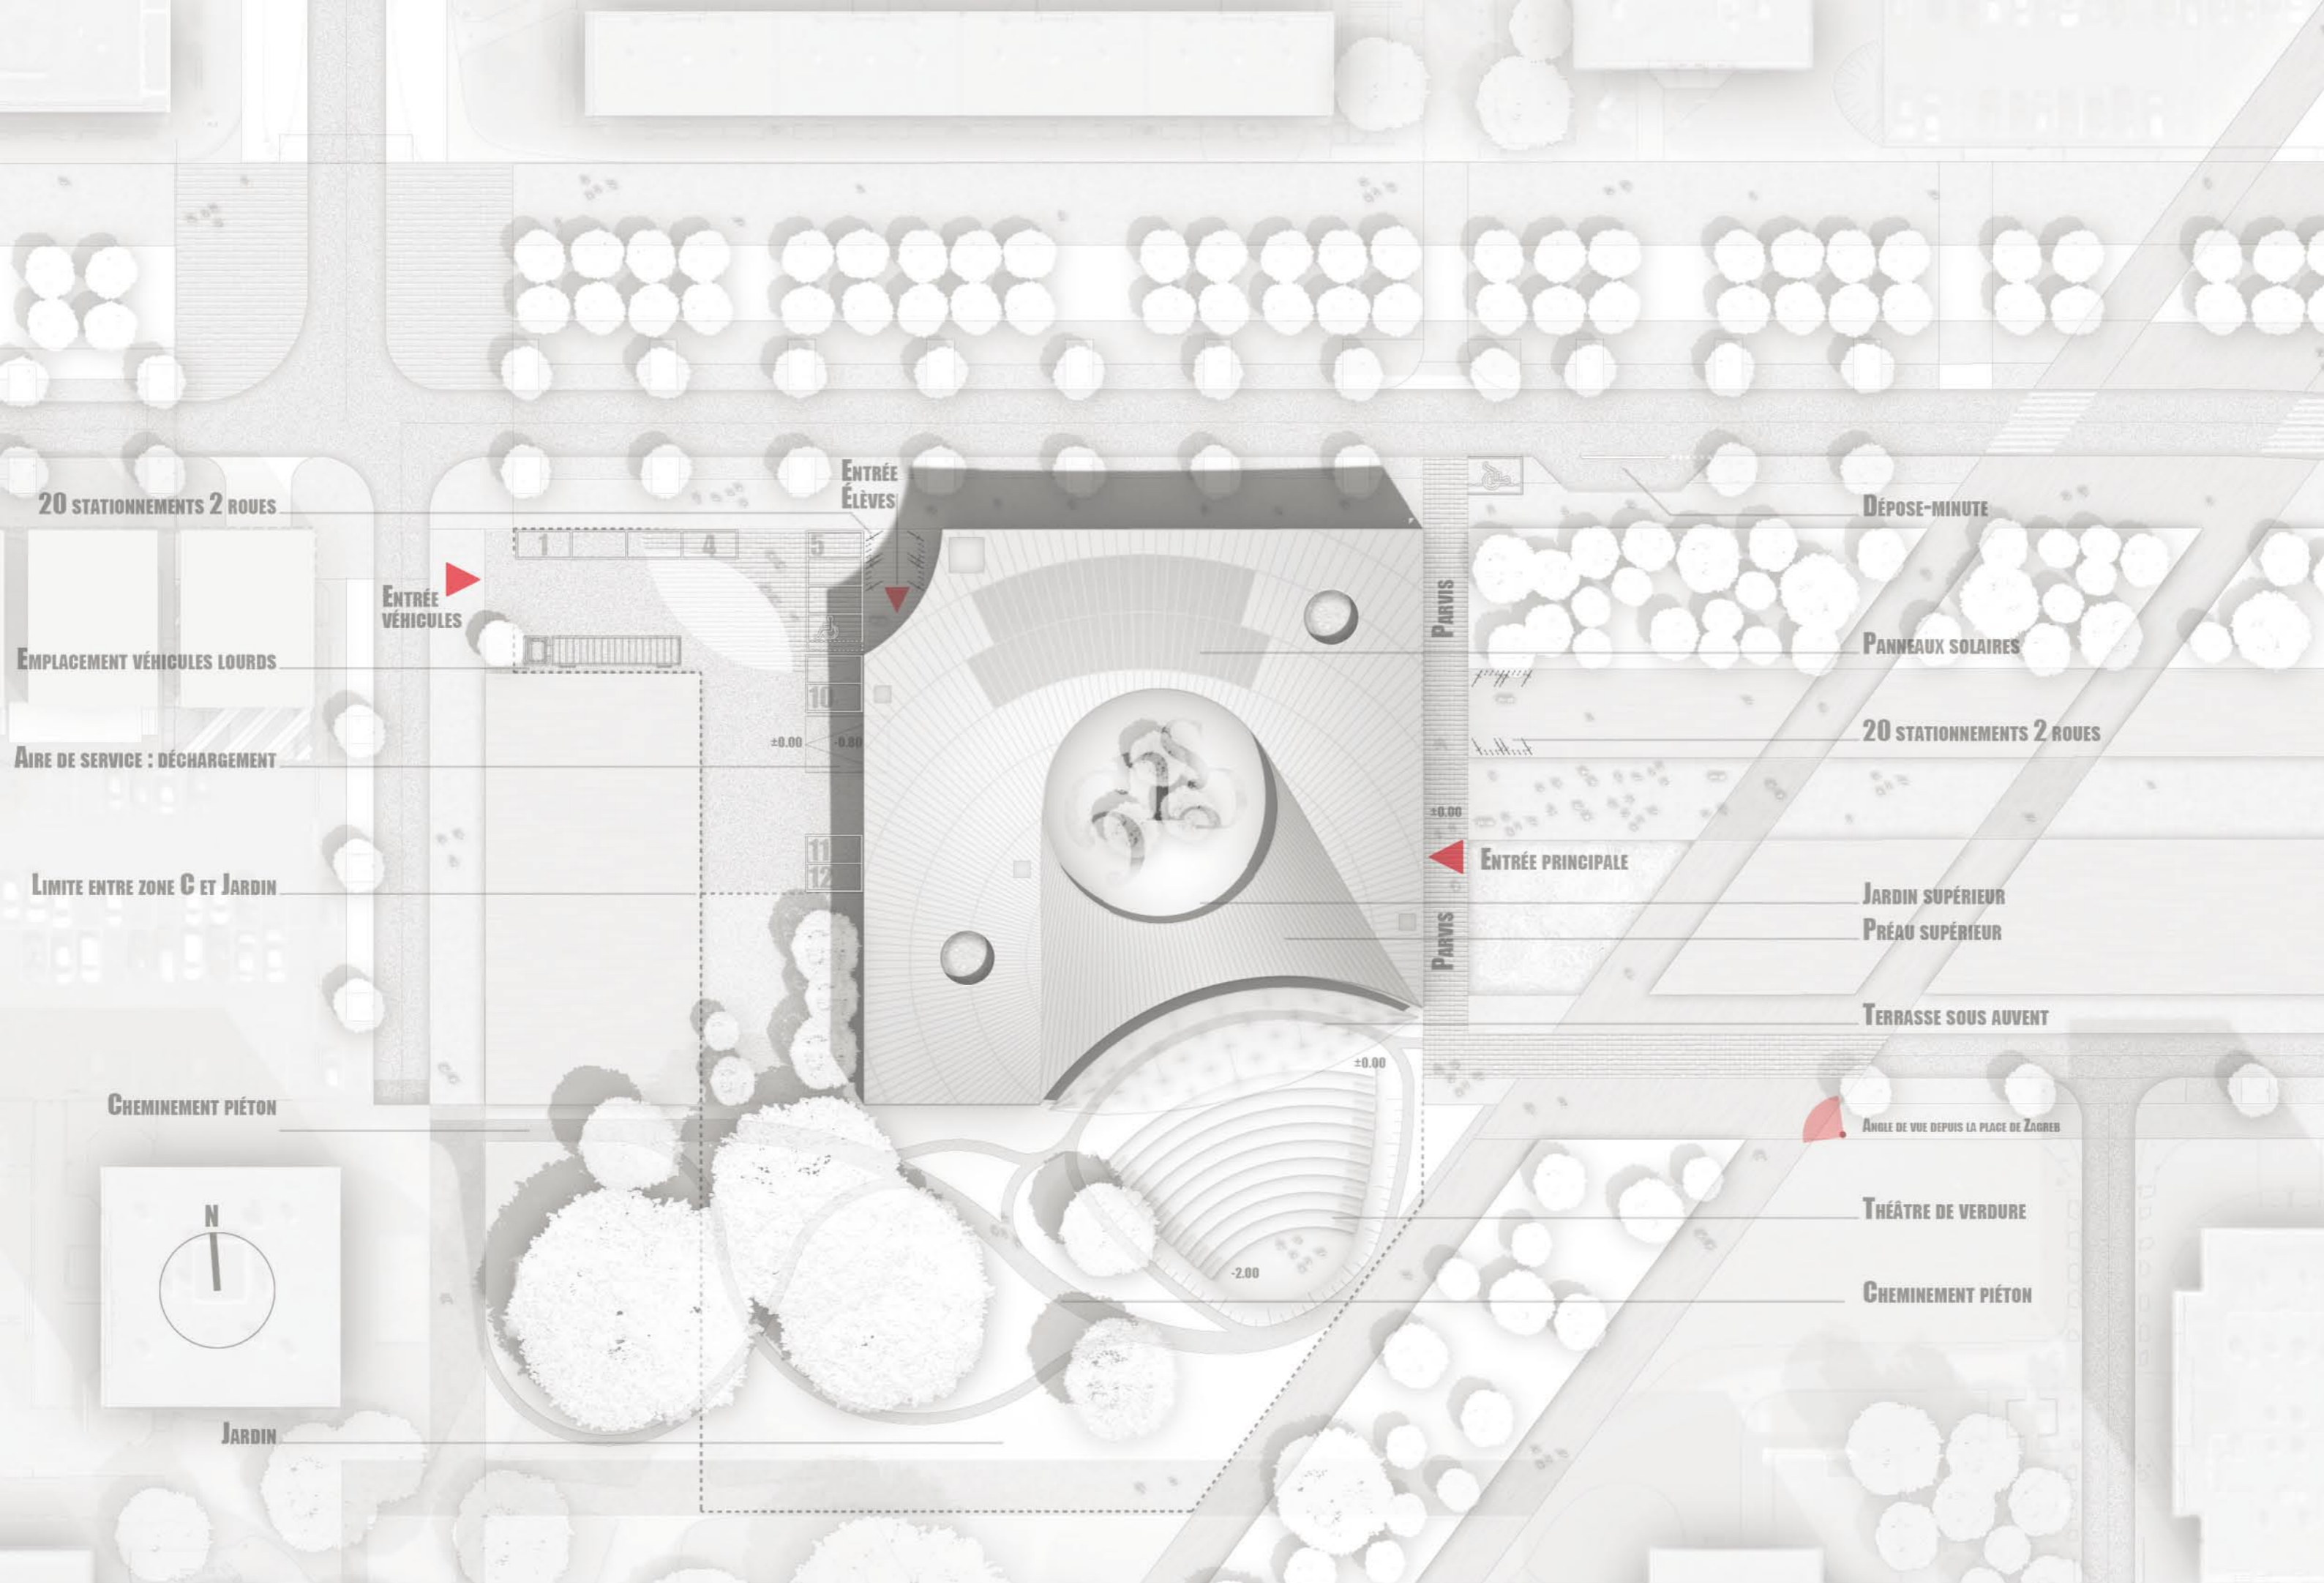 Entrée
Élèves
20 stationnements 2 roues
Dépose-minute
1
4
5
Entrée
véhicules
Parvis
Emplacement véhicules lourds
Panneaux solaires
10
20 stationnements 2 roues
±0.00
-0.80
Aire de service : déchargement
±0.00
11
12
Entrée principale
Limite entre zone C et Jardin
Jardin supérieur
Préau supérieur
Parvis
Terrasse sous auvent
±0.00
Cheminement piéton
Angle de vue depuis la place de Zagreb
N
Théâtre de verdure
-2.00
Cheminement piéton
Jardin